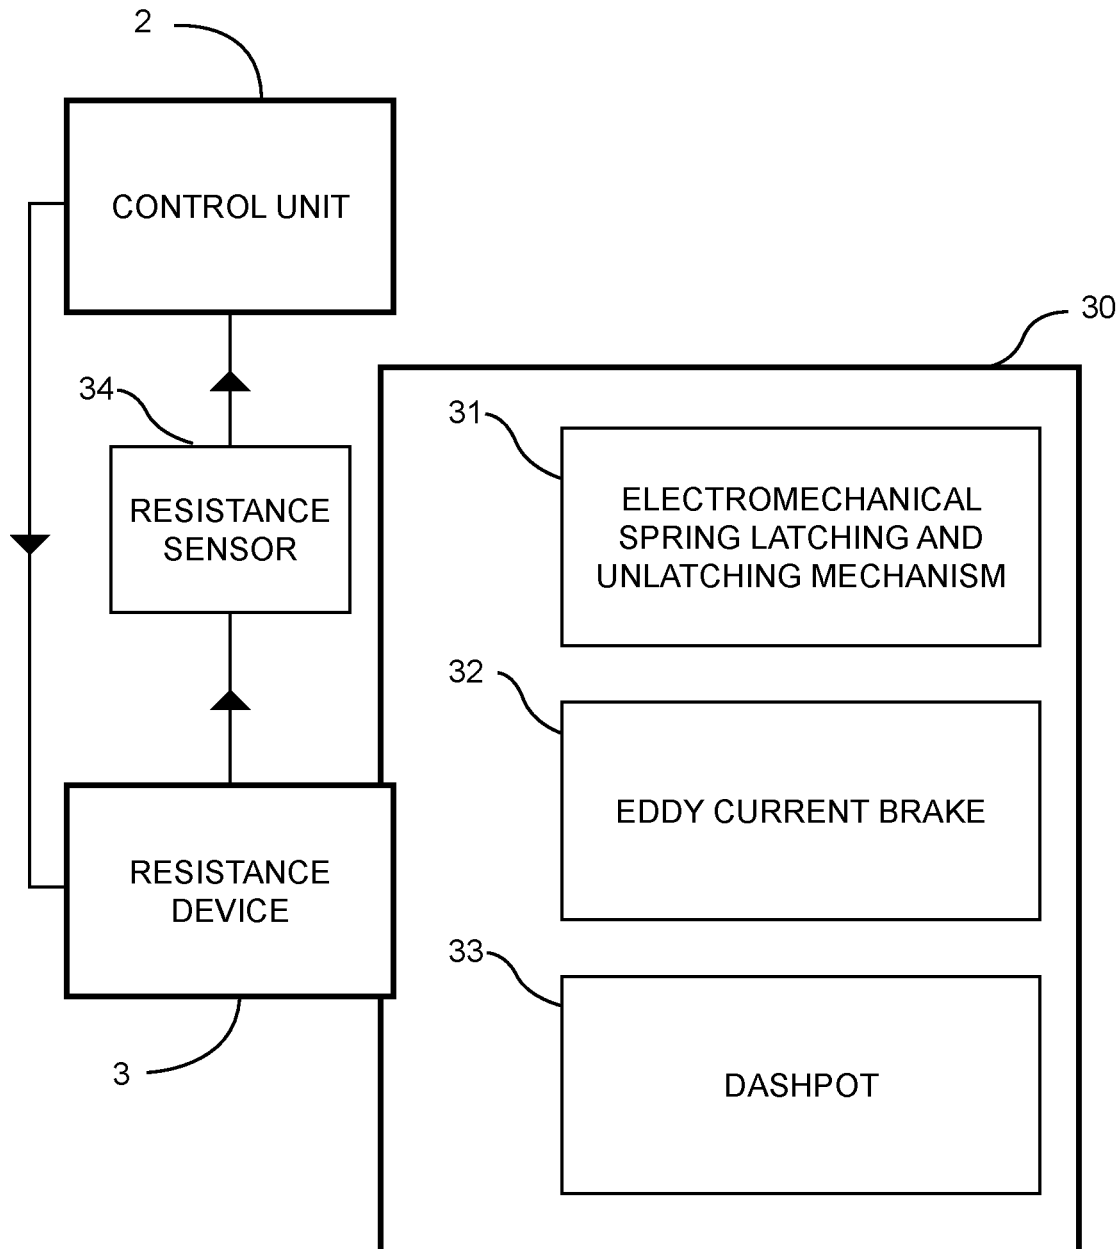 2
CONTROL UNIT
30
34
31
RESISTANCE
SENSOR
ELECTROMECHANICAL
SPRING LATCHING AND
UNLATCHING MECHANISM
32
EDDY CURRENT BRAKE
RESISTANCE
DEVICE
33
3
DASHPOT